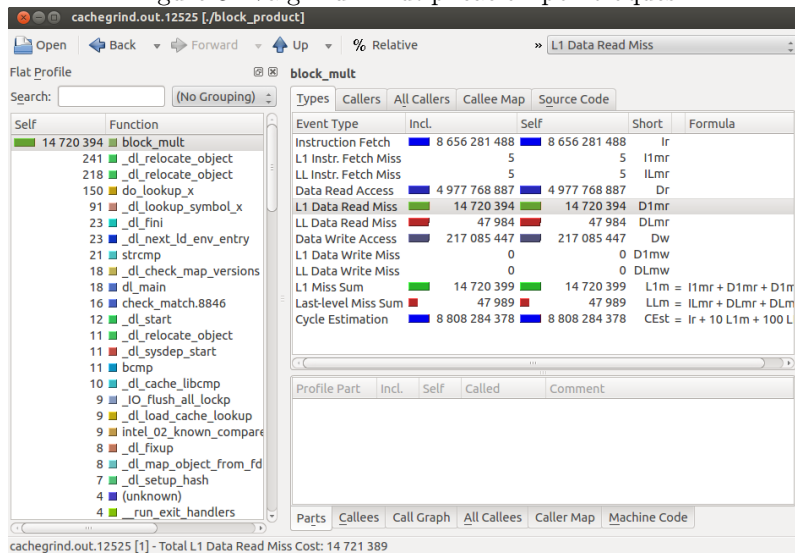 cachegrind.out.12525 [./block_product]
Open Back Forward Up % Relative » L1 Data Read Miss
Flat Profile
Search: (No Grouping)
Self Function
14 720 394 block_mult
241 _dl_relocate_object
218 _dl_relocate_object
150 do_lookup_x
91 _dl_lookup_symbol_x
23 _dl_fini
23 _dl_next_ld_env_entry
21 strcmp
18 _dl_check_map_versions
18 dl_main
16 check_match.8846
12 _dl_start
11 _dl_relocate_object
11 _dl_sysdep_start
11 bcmp
10 _dl_cache_libcmp
9 _IO_flush_all_lockp
9 _dl_load_cache_lookup
9 intel_02_known_compare
8 _dl_fixup
8 _dl_map_object_from_fd
7 _dl_setup_hash
4 (unknown)
4 __run_exit_handlers
block_mult
Types Callers All Callers Callee Map Source Code
Event Type Incl. Self Short Formula
Instruction Fetch 8 656 281 488 8 656 281 488 Ir
L1 Instr. Fetch Miss 5 5 I1mr
LL Instr. Fetch Miss 5 5 ILmr
Data Read Access 4 977 768 887 4 977 768 887 Dr
L1 Data Read Miss 14 720 394 14 720 394 D1mr
LL Data Read Miss 47 984 47 984 DLmr
Data Write Access 217 085 447 217 085 447 Dw
L1 Data Write Miss 0 0 D1mw
LL Data Write Miss 0 0 DLmw
L1 Miss Sum 14 720 399 14 720 399 L1m = I1mr + D1mr + D1m
Last-level Miss Sum 47 989 47 989 LLm = ILmr + DLmr + DLm
Cycle Estimation 8 808 284 378 8 808 284 378 CEst = Ir + 10 L1m + 100 L
Profile Part Incl. Self Called Comment
Parts Callees Call Graph All Callees Caller Map Machine Code
cachegrind.out.12525 [1] - Total L1 Data Read Miss Cost: 14 721 389